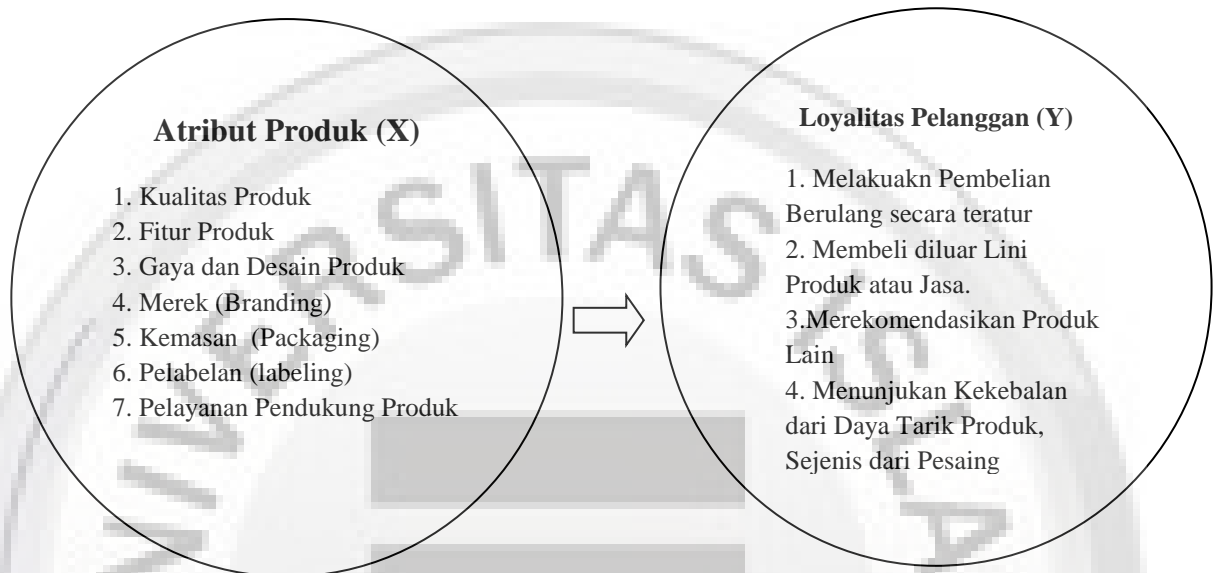 Atribut Produk (X)
1. Kualitas Produk
2. Fitur Produk
3. Gaya dan Desain Produk
4. Merek (Branding)
5. Kemasan (Packaging)
6. Pelabelan (labeling)
7. Pelayanan Pendukung Produk
Loyalitas Pelanggan (Y)
1. Melakuakn Pembelian
Berulang secara teratur
2. Membeli diluar Lini
Produk atau Jasa.
3.Merekomendasikan Produk
Lain
4. Menunjukan Kekebalan
dari Daya Tarik Produk,
Sejenis dari Pesaing
IVERSITAS ISLA